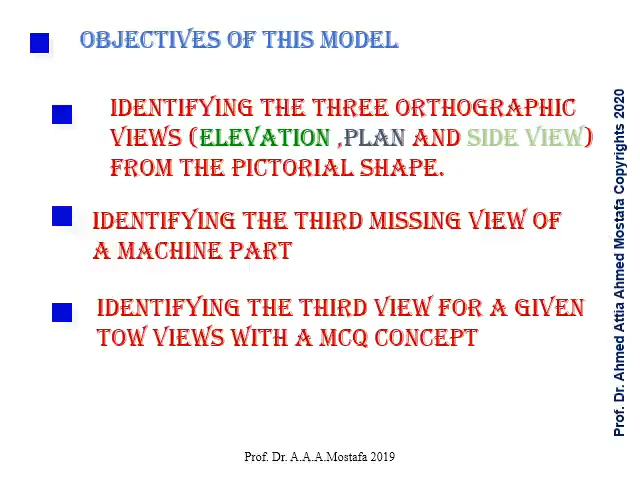 OBJECTIVES OF THIS MODEL
IDENTIFYING THE THREE ORTHOGRAPHIC
VIEWS (ELEVATION ,PLAN AND SIDE VIEW)
FROM THE PICTORIAL SHAPE.
IDENTIFYING THE THIRD MISSING VIEW OF
A MACHINE PART
IDENTIFYING THE THIRD VIEW FOR A GIVEN
TOW VIEWS WITH A MCQ CONCEPT
Prof. Dr. A.A.A.Mostafa 2019
Prof. Dr. Ahmed Attia Ahmed Mostafa Copyrights 2020